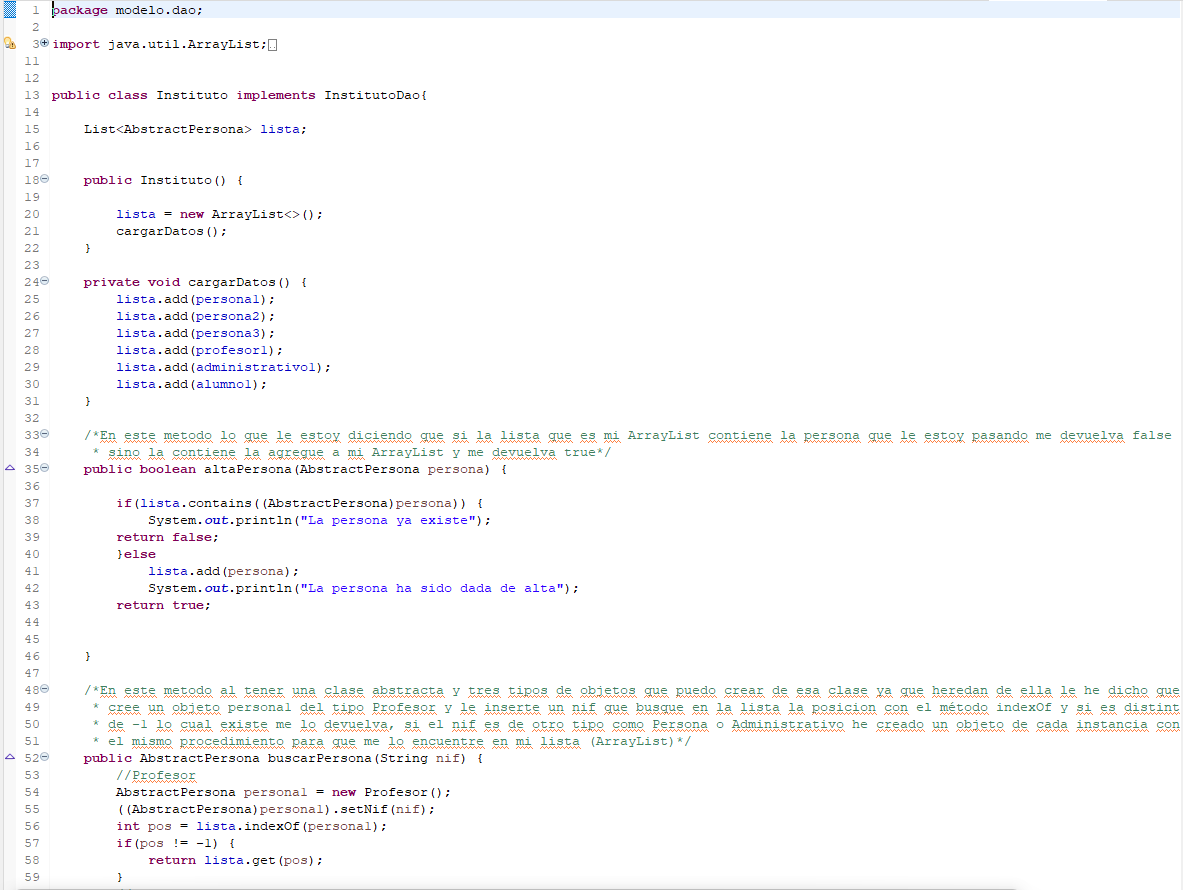 1 package modelo.dao;
2
3 import java.util.ArrayList;
11
12
13 public class Instituto implements InstitutoDao{
14
15 List<AbstractPersona> lista;
16
17
18 public Instituto() {
19
20 lista = new ArrayList<>();
21 cargarDatos();
22 }
23
24 private void cargarDatos() {
25 lista.add(persona1);
26 lista.add(persona2);
27 lista.add(persona3);
28 lista.add(profesor1);
29 lista.add(administrativo1);
30 lista.add(alumno1);
31 }
32
33 /*En este metodo lo que le estoy diciendo que si la lista que es mi ArrayList contiene la persona que le estoy pasando me devuelva false
34 * sino la contiene la agregue a mi ArrayList y me devuelva true*/
35 public boolean altaPersona(AbstractPersona persona) {
36
37 if(lista.contains((AbstractPersona)persona)) {
38 System.out.println("La persona ya existe");
39 return false;
40 }else
41 lista.add(persona);
42 System.out.println("La persona ha sido dada de alta");
43 return true;
44
45
46 }
47
48 /*En este metodo al tener una clase abstracta y tres tipos de objetos que puedo crear de esa clase ya que heredan de ella le he dicho que
49 * cree un objeto persona1 del tipo Profesor y le inserte un nif que busque en la lista la posicion con el método indexOf y si es distint
50 * de -1 lo cual existe me lo devuelva, si el nif es de otro tipo como Persona o Administrativo he creado un objeto de cada instancia con
51 * el mismo procedimiento para que me lo encuentre en mi lista (ArrayList)*/
52 public AbstractPersona buscarPersona(String nif) {
53 //Profesor
54 AbstractPersona persona1 = new Profesor();
55 ((AbstractPersona)persona1).setNif(nif);
56 int pos = lista.indexOf(persona1);
57 if(pos != -1) {
58 return lista.get(pos);
59 }